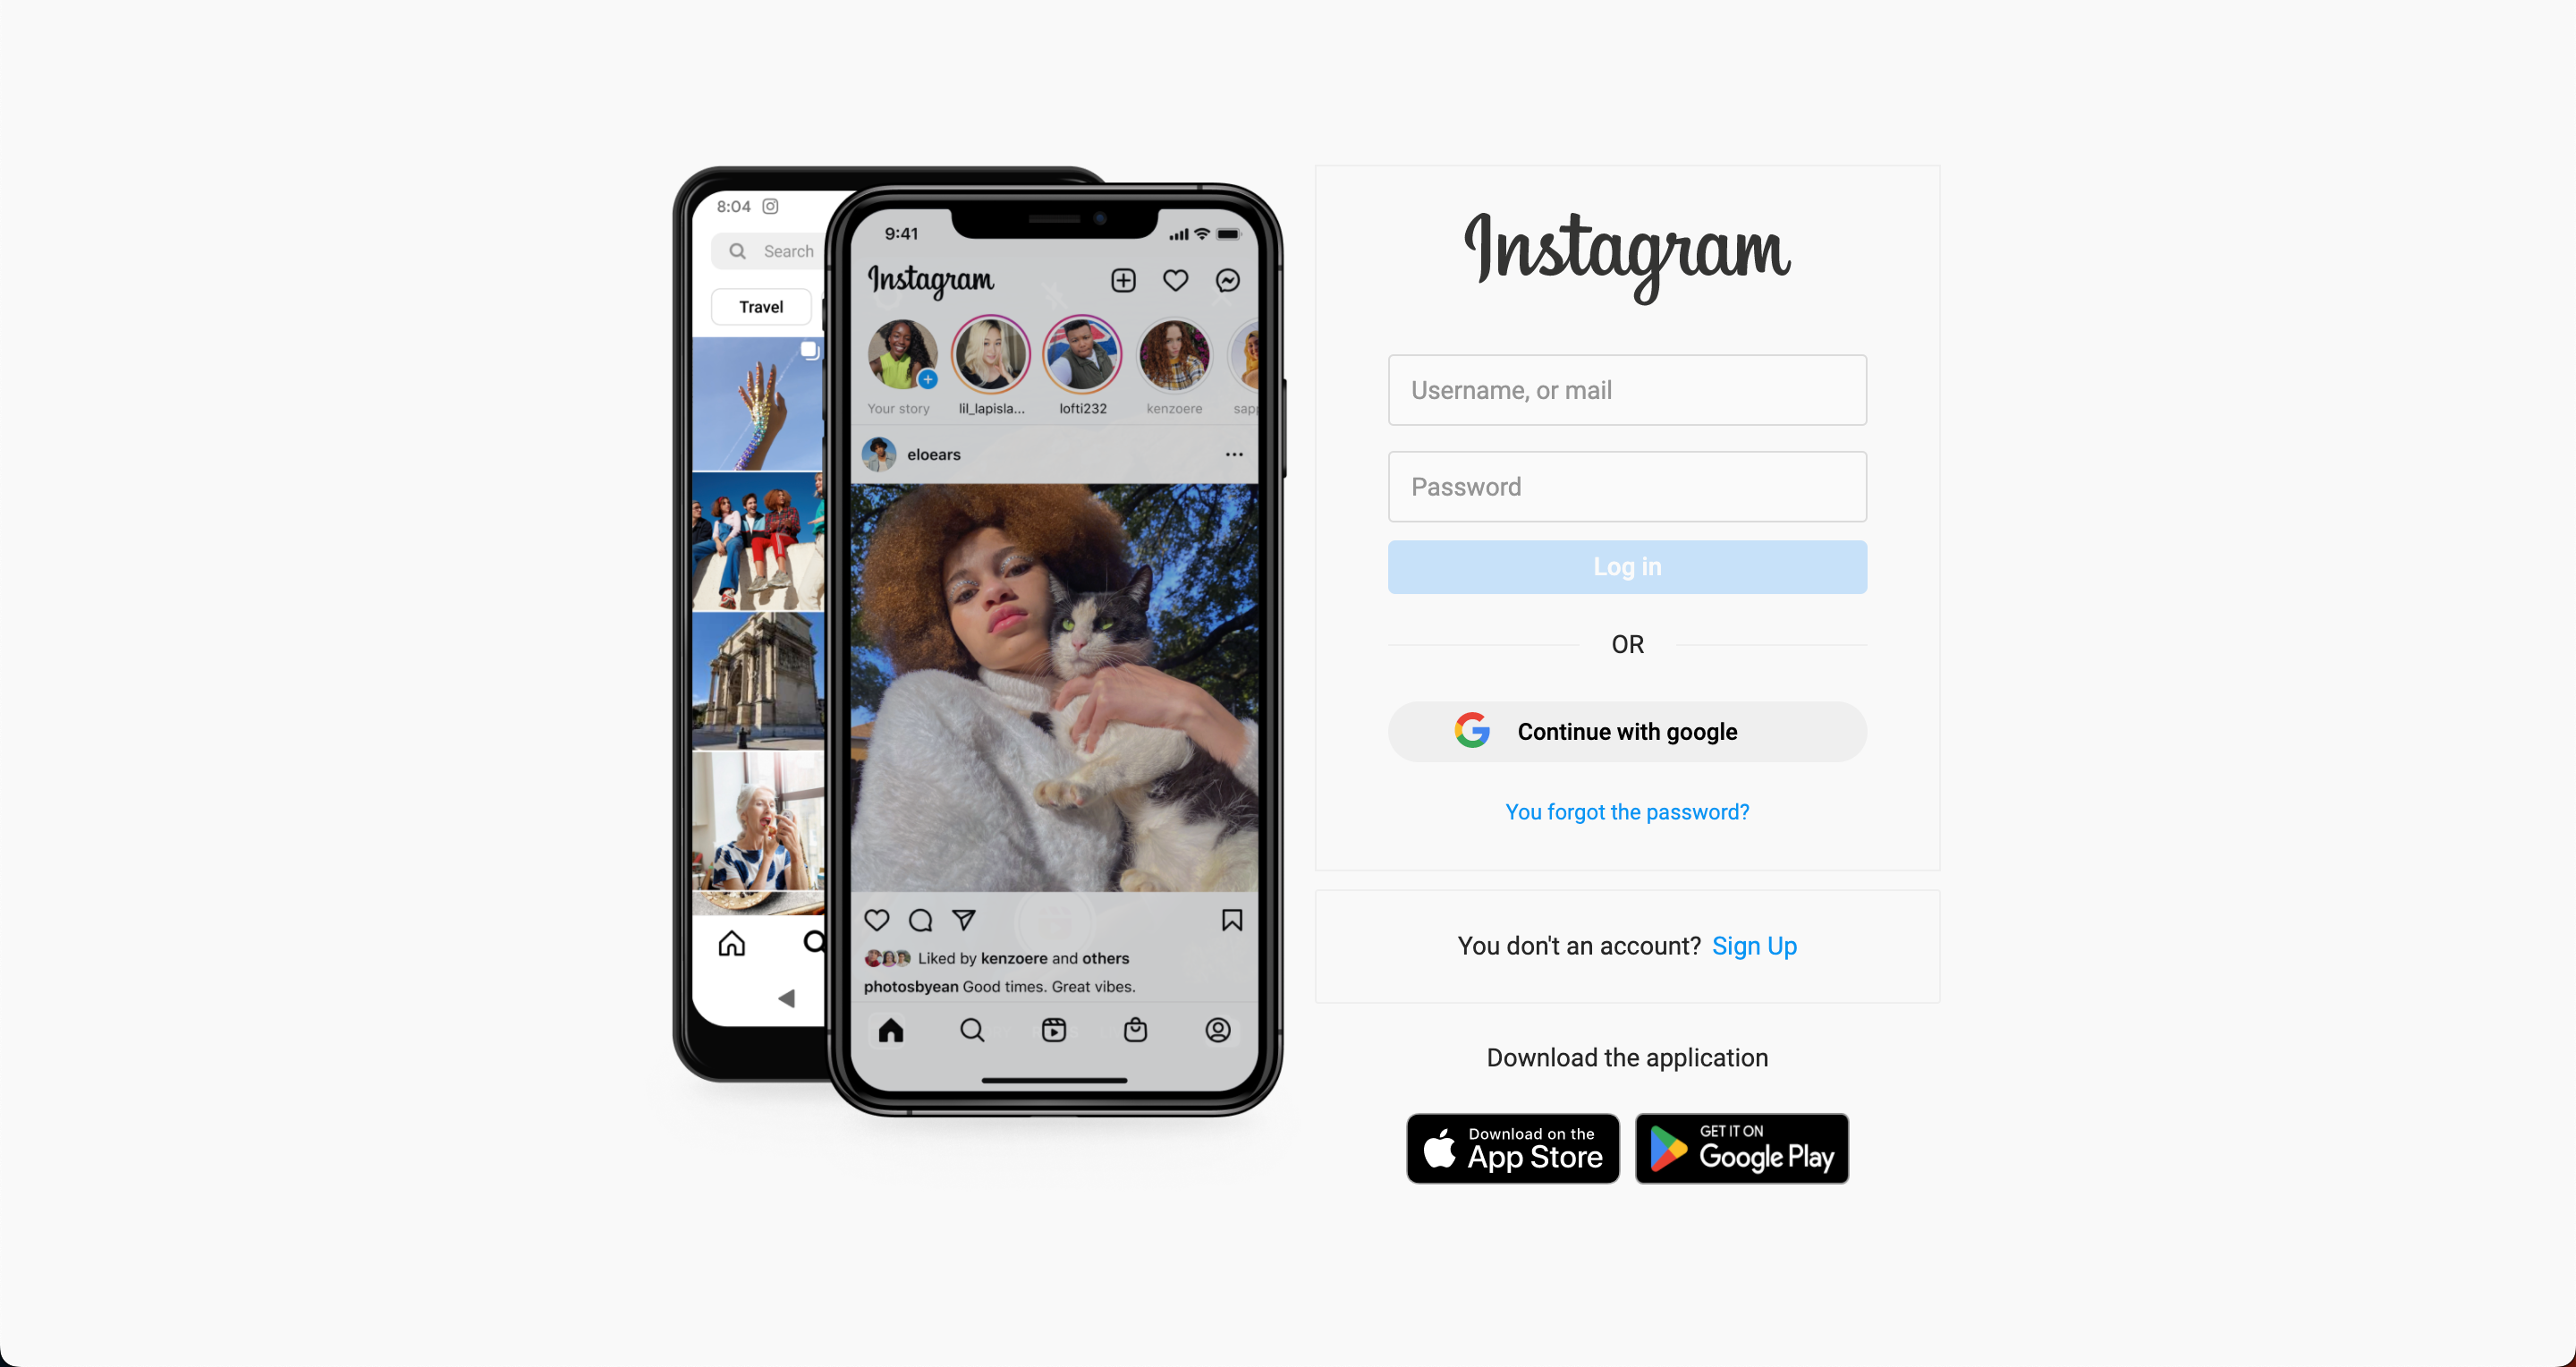 8:04
Search
Travel
9:41
Instagram
Your story
lil_lapisla...
lofti232
kenzoere
sapp
eloears
Liked by kenzoere and others
photosbyean Good times. Great vibes.
Instagram
Username, or mail
Password
Log in
OR
Continue with google
You forgot the password?
You don't an account? Sign Up
Download the application
Download on the
App Store
GET IT ON
Google Play